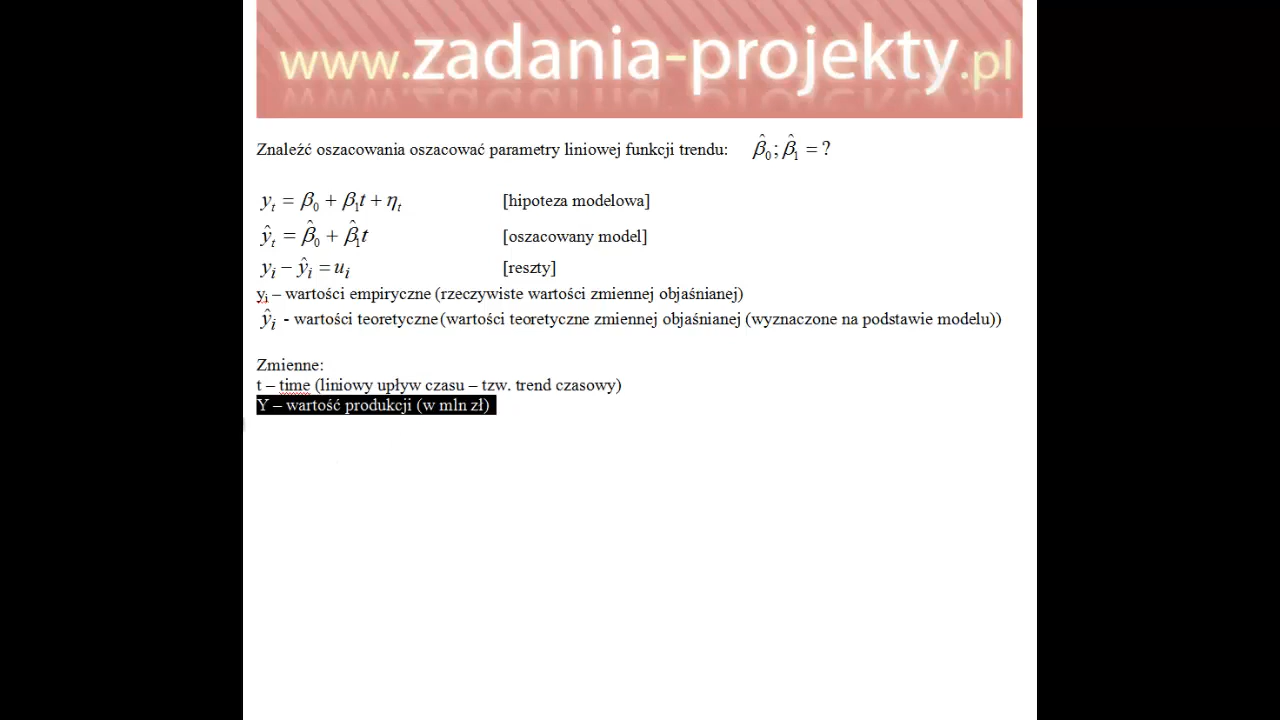 www.zadania-projekty.pl
Znaleźć oszacowania oszacować parametry liniowej funkcji trendu: β̂₀; β̂₁ = ?
yₜ = β₀ + β₁t + ηₜ [hipoteza modelowa]
ŷₜ = β̂₀ + β̂₁t [oszacowany model]
yᵢ − ŷᵢ = uᵢ [reszty]
yᵢ – wartości empiryczne (rzeczywiste wartości zmiennej objaśnianej)
ŷᵢ - wartości teoretyczne (wartości teoretyczne zmiennej objaśnianej (wyznaczone na podstawie modelu))
Zmienne:
t – time (liniowy upływ czasu – tzw. trend czasowy)
Y – wartość produkcji (w mln zł)